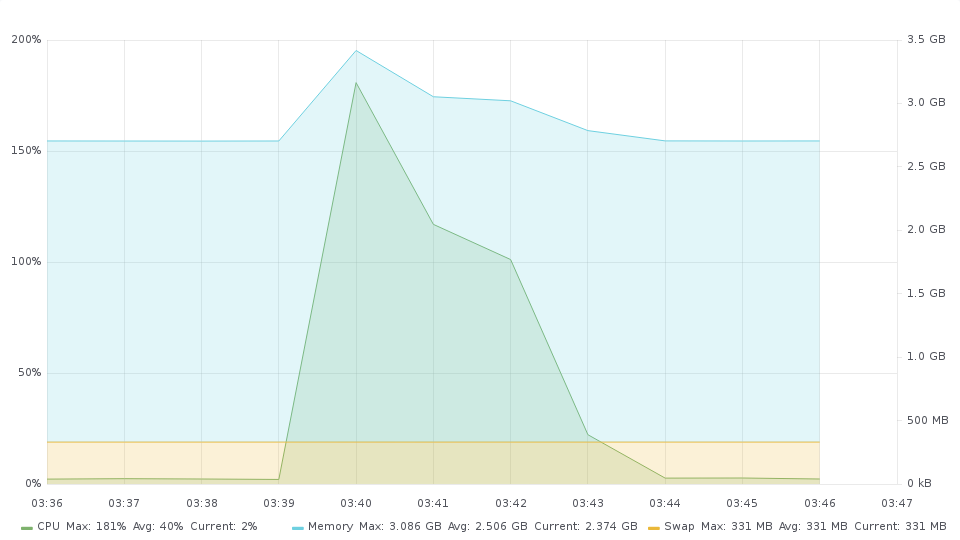 200% 3.5 GB
3.0 GB
150% 2.5 GB
2.0 GB
100%
1.5 GB
1.0 GB
50%
500 MB
0% 0 kB
03:36 03:37 03:38 03:39 03:40 03:41 03:42 03:43 03:44 03:45 03:46 03:47
CPU Max: 181% Avg: 40% Current: 2% Memory Max: 3.086 GB Avg: 2.506 GB Current: 2.374 GB Swap Max: 331 MB Avg: 331 MB Current: 331 MB